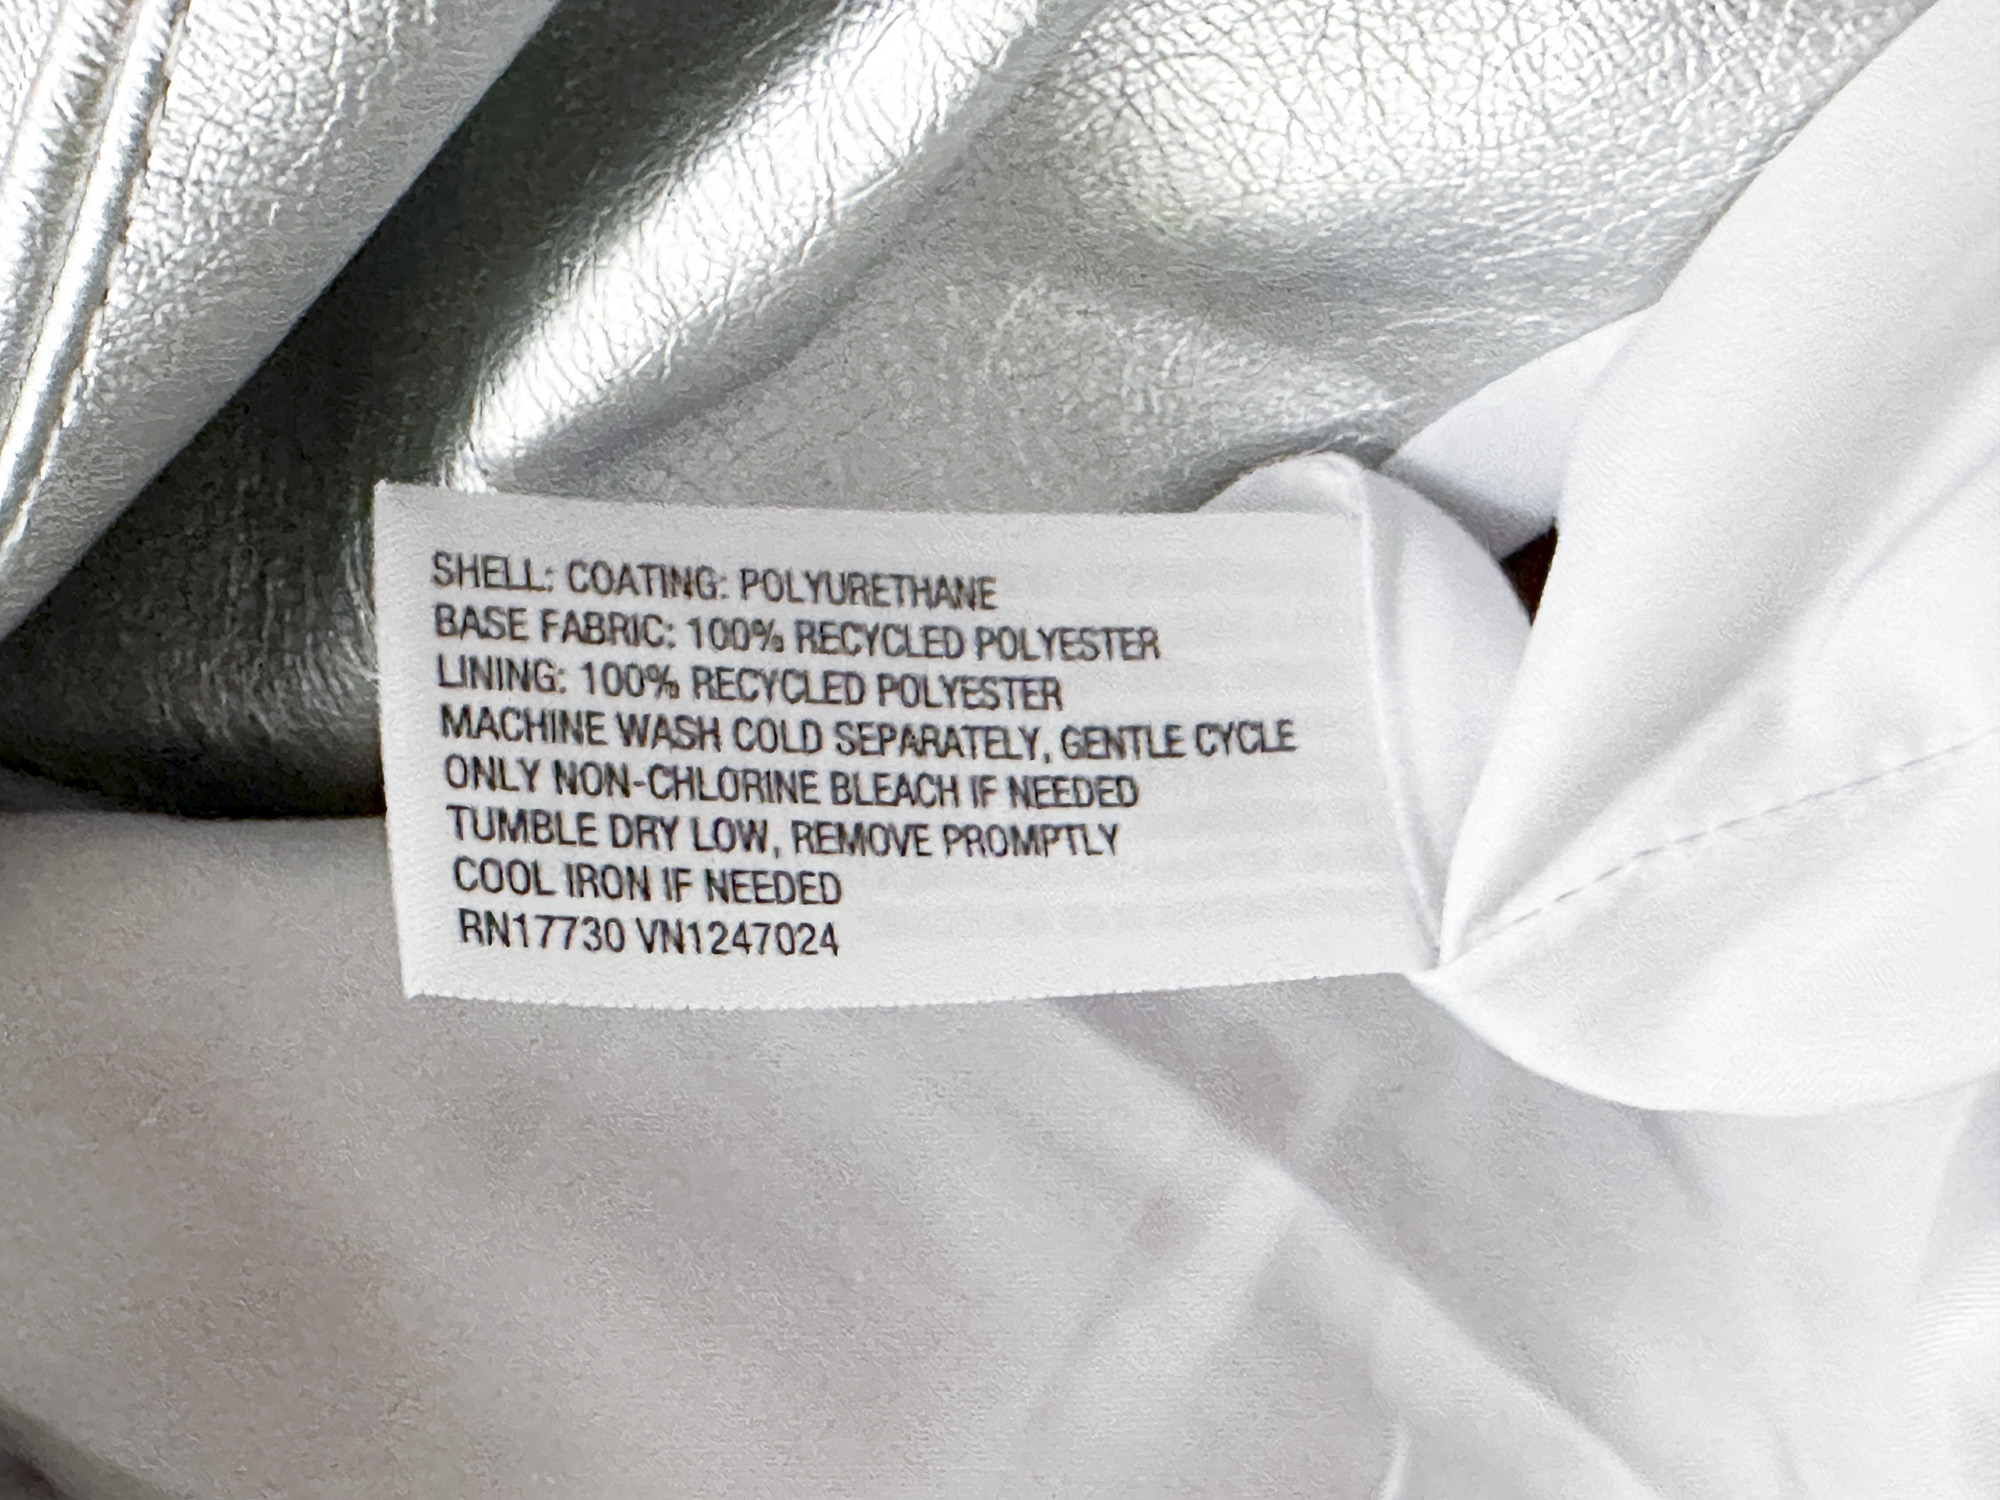 SHELL: COATING: POLYURETHANE
BASE FABRIC: 100% RECYCLED POLYESTER
LINING: 100% RECYCLED POLYESTER
MACHINE WASH COLD SEPARATELY, GENTLE CYCLE
ONLY NON-CHLORINE BLEACH IF NEEDED
TUMBLE DRY LOW, REMOVE PROMPTLY
COOL IRON IF NEEDED
RN17730 VN1247024